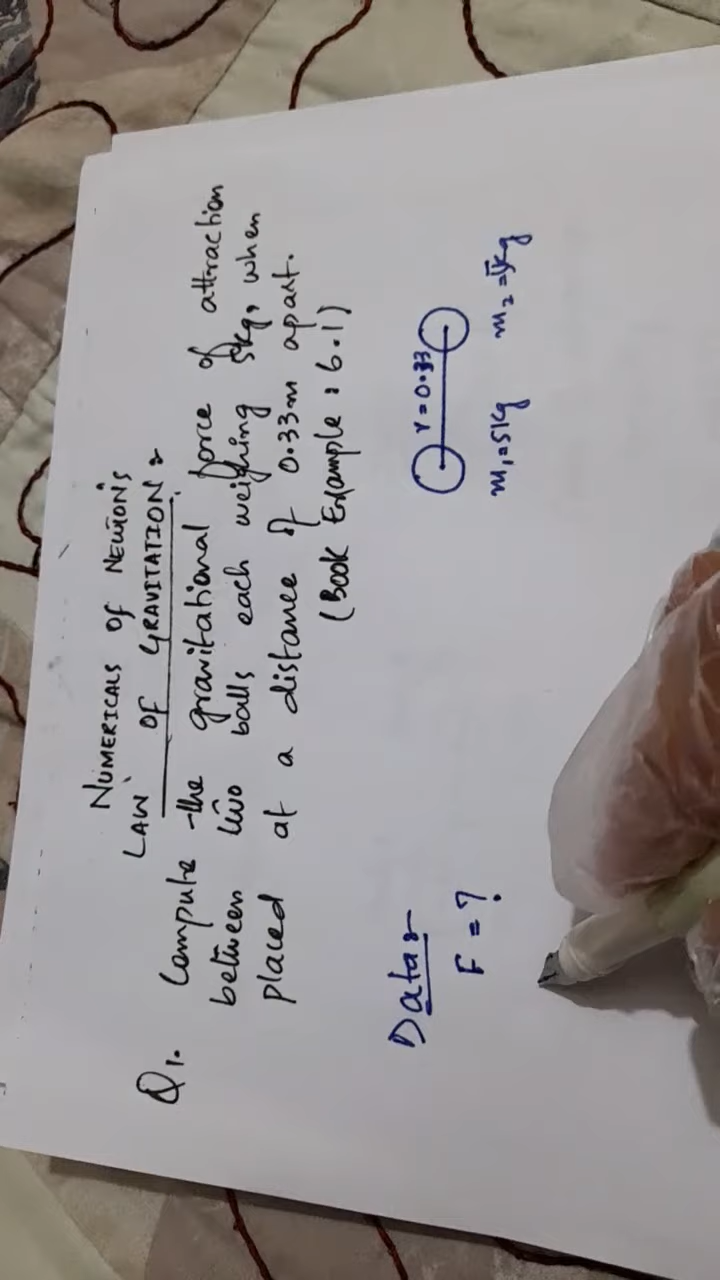 NUMERICALS OF NEWTON'S
LAW OF GRAVITATION :
Q1. Compute the gravitational force of attraction
between two balls each weighing 5kg, when
placed at a distance of 0.33m apart.
(Book Example : 6.1)
Data :
r = 0.33
F = ?
m₁=5kg m₂=5kg